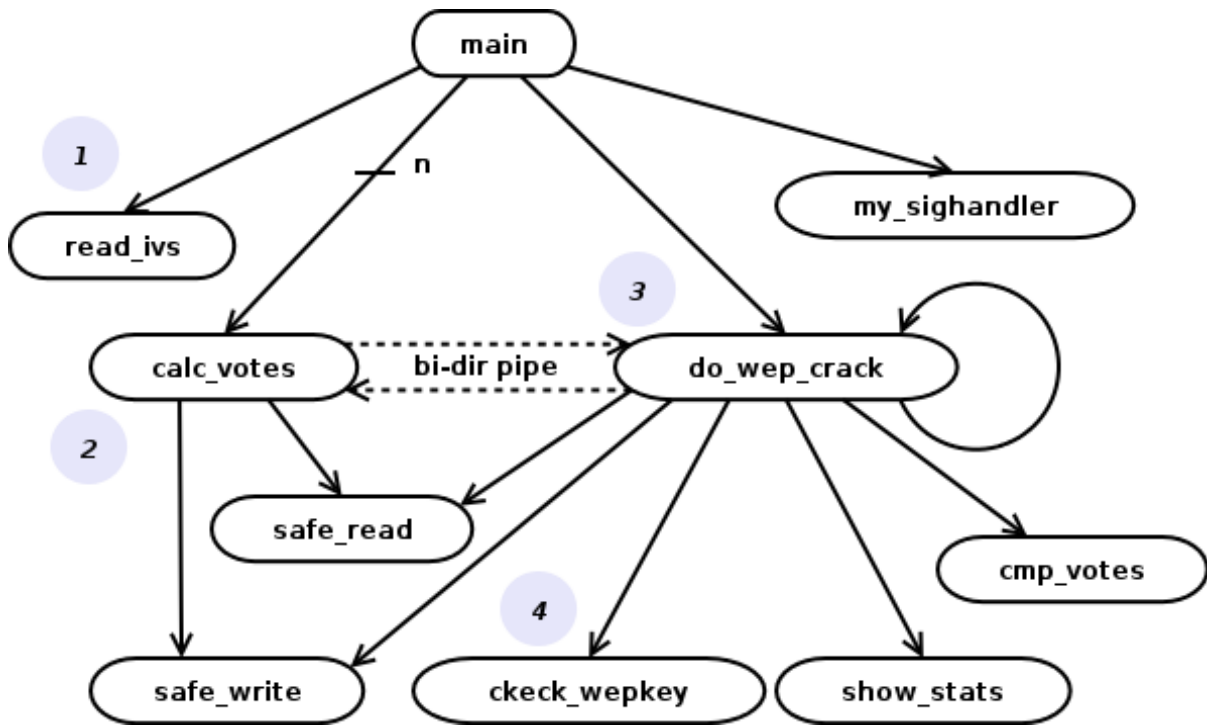 main
1
n
my_sighandler
read_ivs
3
calc_votes
bi-dir pipe
do_wep_crack
2
safe_read
cmp_votes
4
safe_write
ckeck_wepkey
show_stats